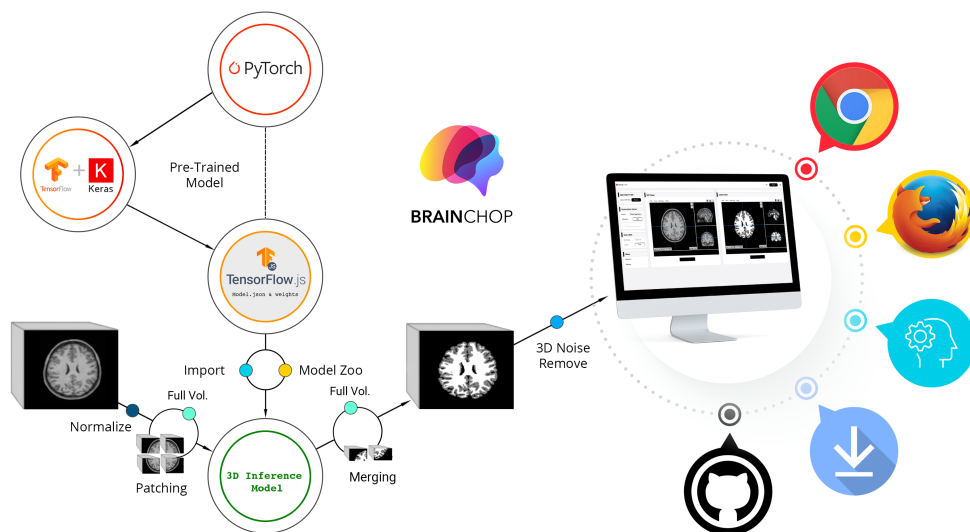 PyTorch
TensorFlow
+
K
Keras
Pre-Trained
Model
BRAINCHOP
JS
TensorFlow.js
Model.json & weights
Import
Model Zoo
3D Noise
Remove
Full Vol.
Full Vol.
Normalize
Patching
3D Inference
Model
Merging